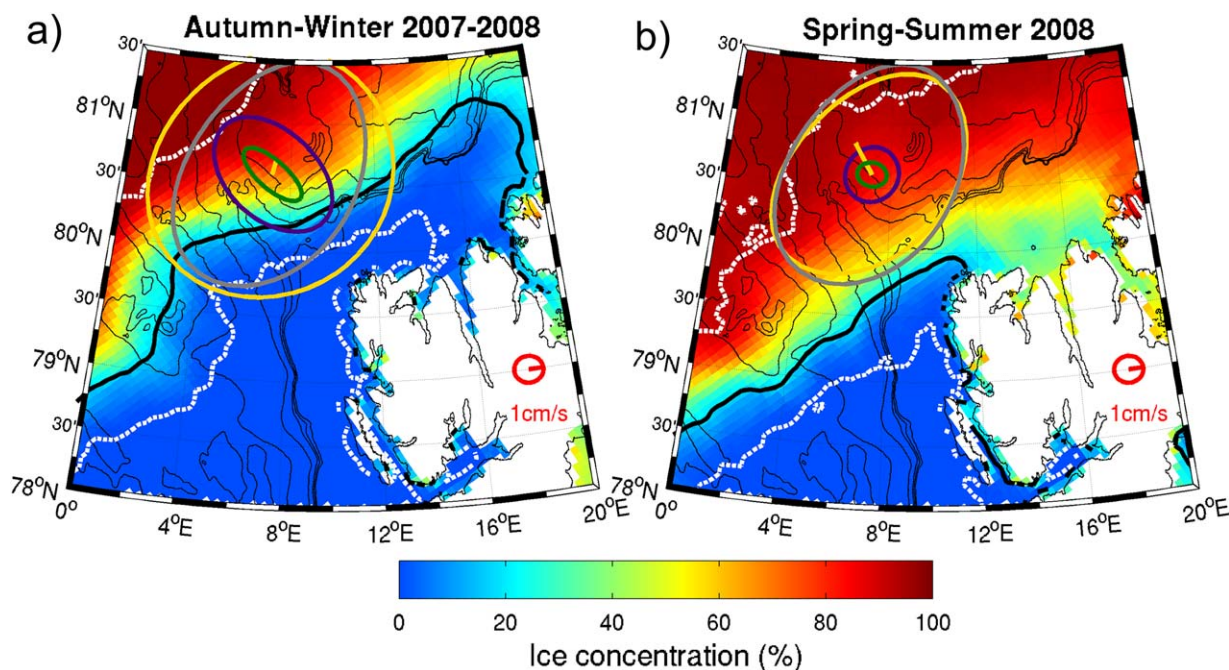 a) Autumn-Winter 2007-2008
30'
81°N
30'
80°N
30'
79°N
30'
78°N
0°
4°E
8°E
12°E
16°E
20°E
1cm/s
b) Spring-Summer 2008
30'
81°N
30'
80°N
30'
79°N
30'
78°N
0°
4°E
8°E
12°E
16°E
20°E
1cm/s
0 20 40 60 80 100
Ice concentration (%)